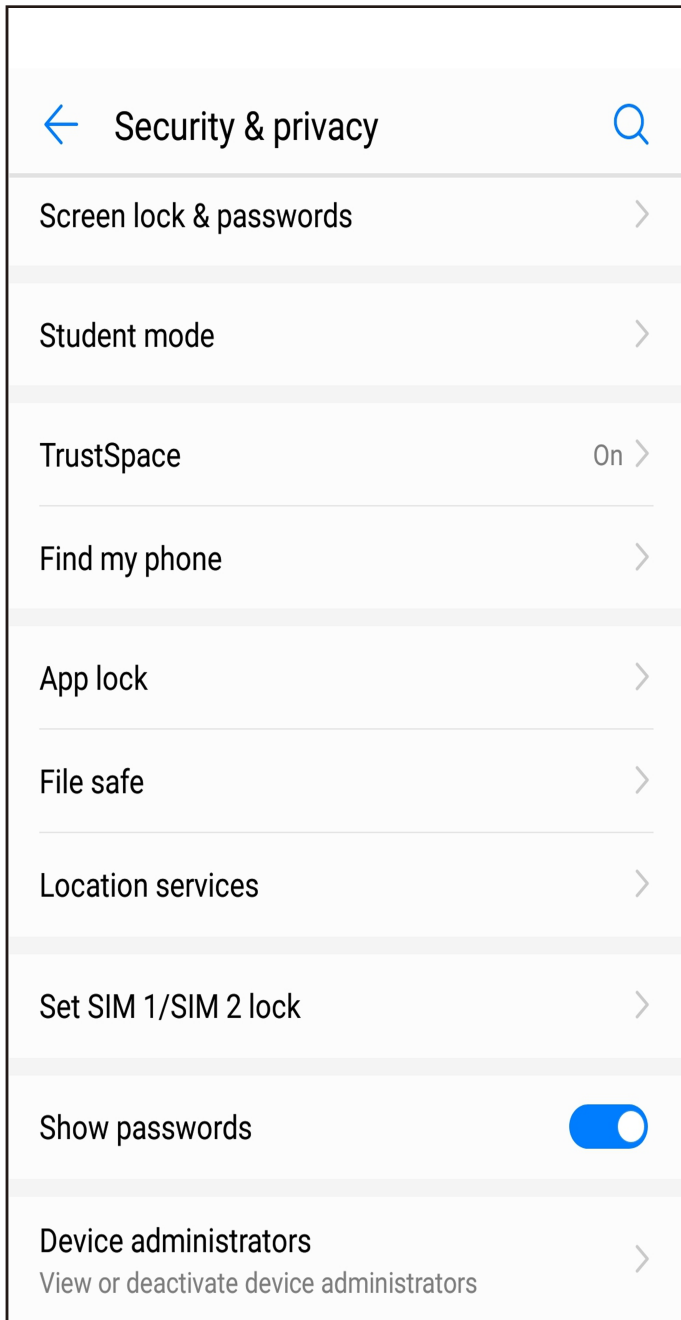 Security & privacy
Screen lock & passwords
Student mode
TrustSpace On
Find my phone
App lock
File safe
Location services
Set SIM 1/SIM 2 lock
Show passwords
Device administrators
View or deactivate device administrators